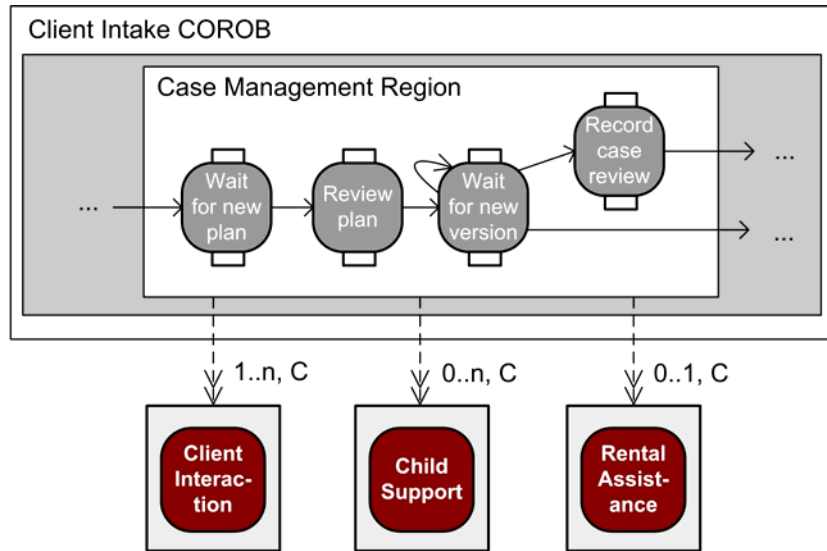 Client Intake COROB
Case Management Region
Record
case
review
...
Wait
for new
plan
Review
plan
Wait
for new
version
...
...
1..n, C
0..n, C
0..1, C
Client
Interac-
tion
Child
Support
Rental
Assist-
ance